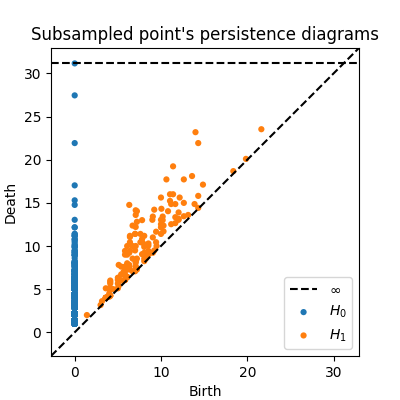 Subsampled point's persistence diagrams
30
25
20
15
10
5
0
Death
0 10 20 30
Birth
∞
H₀
H₁